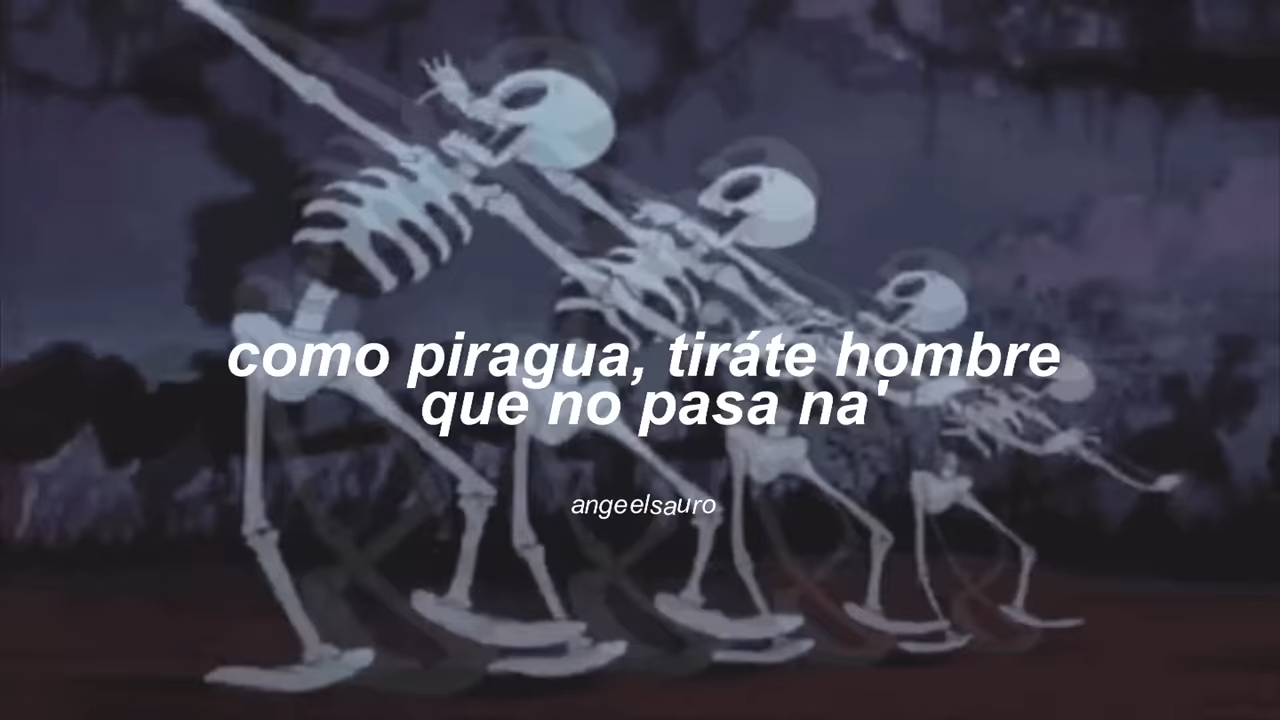 como piragua, tiráte hombre
que no pasa na'
angeelsauro